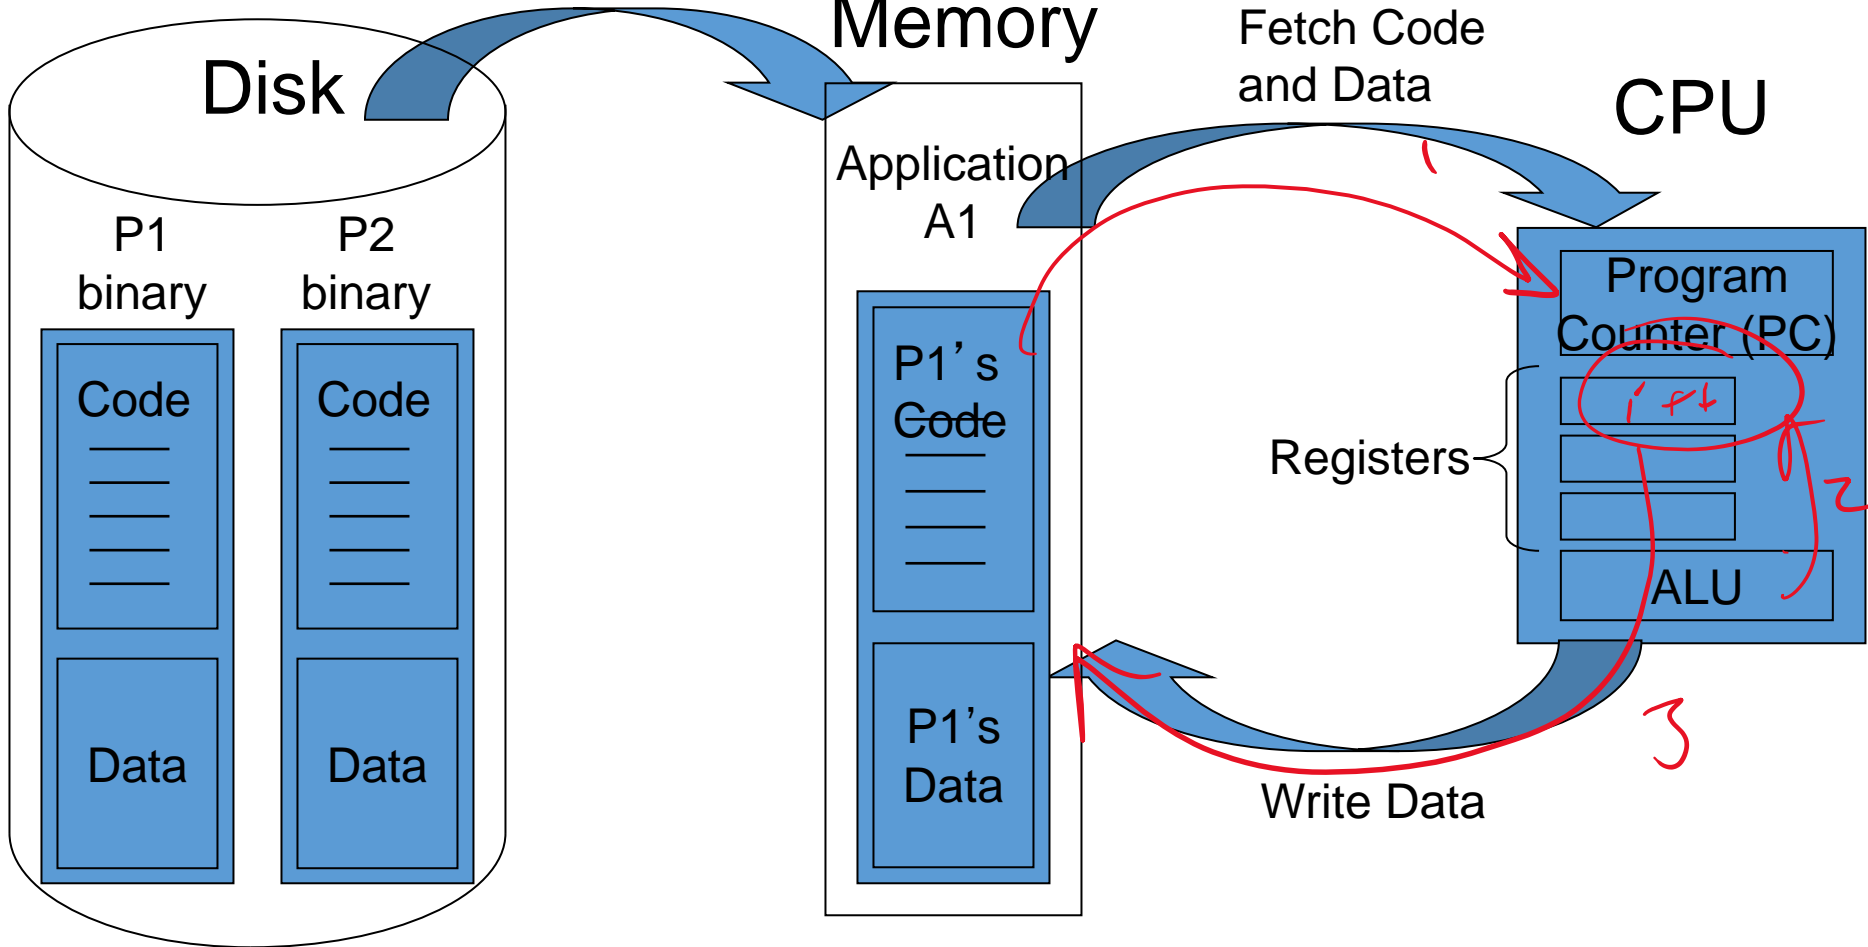 Disk
P1
binary
P2
binary
Code
Code
Data
Data
Memory
Application
A1
P1’s
Code
P1’s
Data
Fetch Code
and Data
1
CPU
Program
Counter (PC)
i++
Registers
2
ALU
3
Write Data